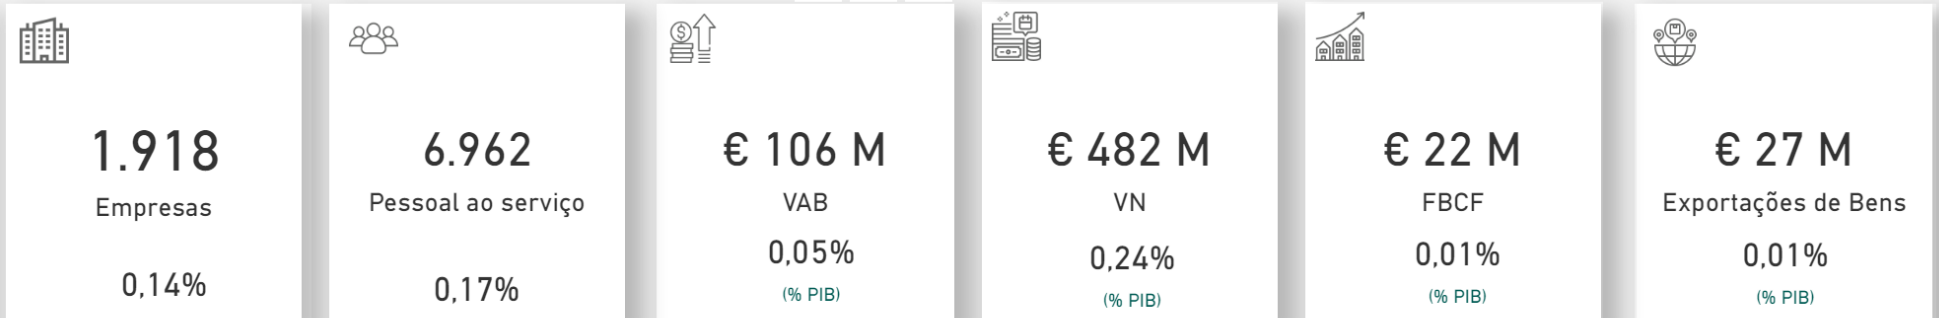 1.918
Empresas
0,14%
6.962
Pessoal ao serviço
0,17%
€ 106 M
VAB
0,05%
(% PIB)
€ 482 M
VN
0,24%
(% PIB)
€ 22 M
FBCF
0,01%
(% PIB)
€ 27 M
Exportações de Bens
0,01%
(% PIB)